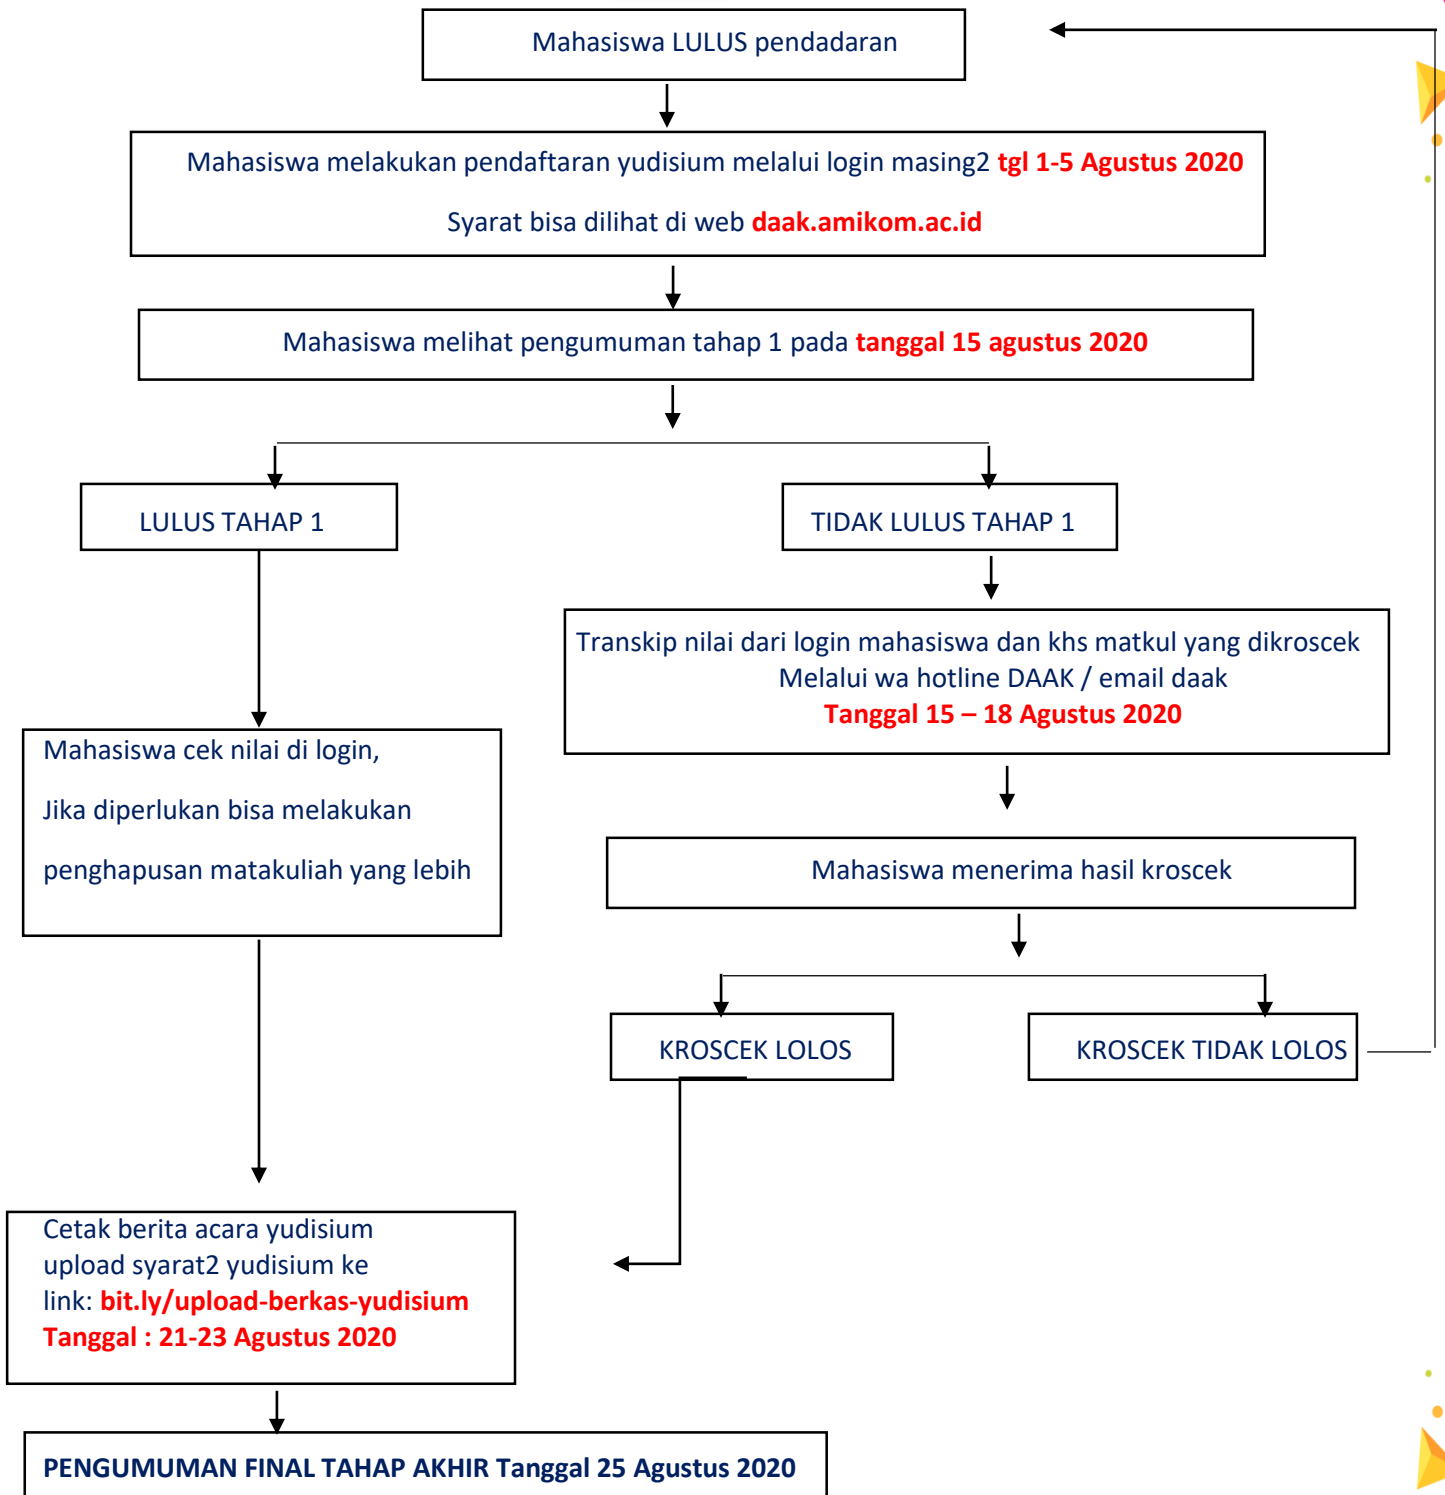 Mahasiswa LULUS pendadaran
Mahasiswa melakukan pendaftaran yudisium melalui login masing2 tgl 1-5 Agustus 2020
Syarat bisa dilihat di web daak.amikom.ac.id
Mahasiswa melihat pengumuman tahap 1 pada tanggal 15 agustus 2020
LULUS TAHAP 1
TIDAK LULUS TAHAP 1
Transkip nilai dari login mahasiswa dan khs matkul yang dikroscek
Melalui wa hotline DAAK / email daak
Tanggal 15 – 18 Agustus 2020
Mahasiswa cek nilai di login,
Jika diperlukan bisa melakukan
penghapusan matakuliah yang lebih
Mahasiswa menerima hasil kroscek
KROSCEK LOLOS
KROSCEK TIDAK LOLOS
Cetak berita acara yudisium
upload syarat2 yudisium ke
link: bit.ly/upload-berkas-yudisium
Tanggal : 21-23 Agustus 2020
PENGUMUMAN FINAL TAHAP AKHIR Tanggal 25 Agustus 2020